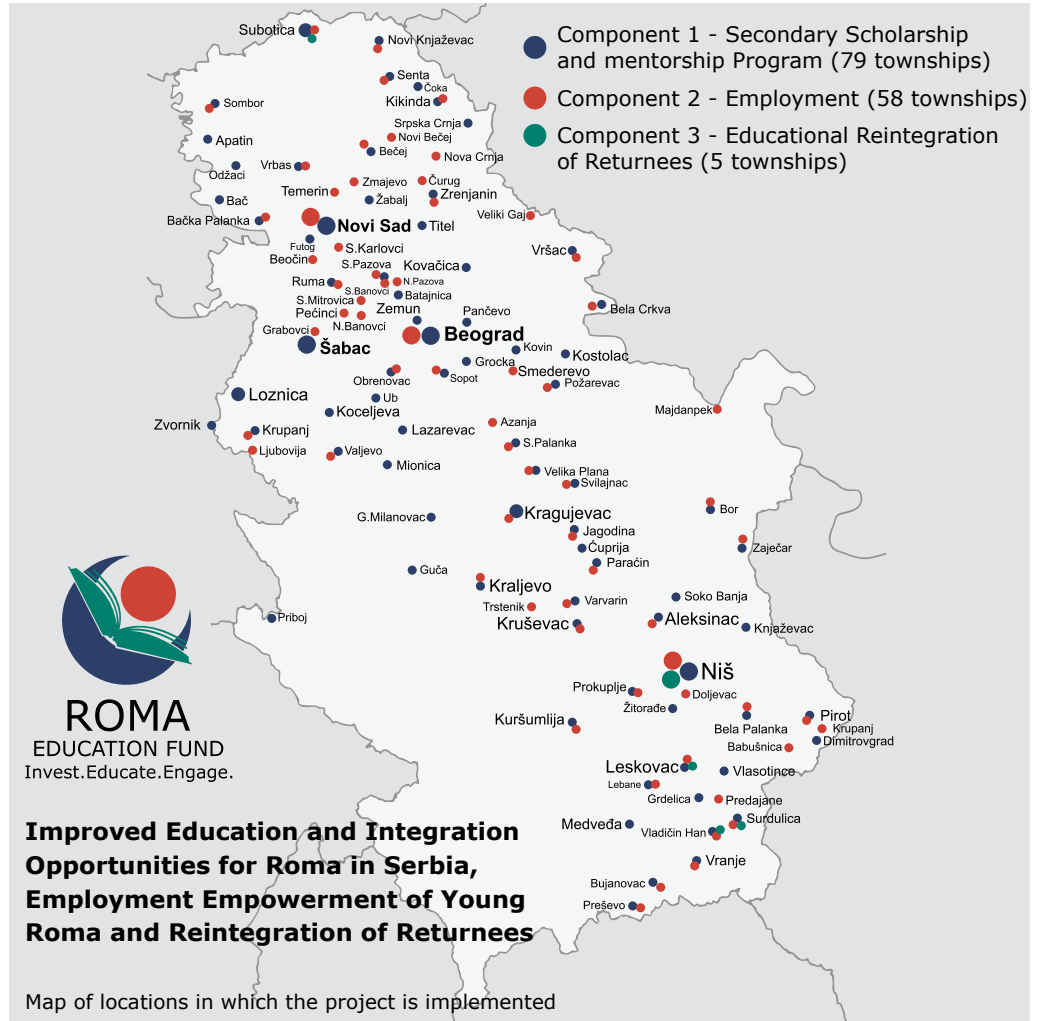 Subotica
Component 1 - Secondary Scholarship
and mentorship Program (79 townships)
Component 2 - Employment (58 townships)
Component 3 - Educational Reintegration
of Returnees (5 townships)
Novi Knjaževac
Senta
Čoka
Kikinda
Sombor
Srpska Crnja
Novi Bečej
Apatin
Bečej
Nova Crnja
Vrbas
Odžaci
Zmajevo
Čurug
Temerin
Zrenjanin
Bač
Žabalj
Bačka Palanka
Veliki Gaj
Novi Sad
Titel
Futog
S.Karlovci
Vršac
Beočin
S.Pazova
Kovačica
Ruma
S.Banovci
N.Pazova
Batajnica
S.Mitrovica
Zemun
Pećinci
Pančevo
Bela Crkva
N.Banovci
Grabovci
Beograd
Šabac
Kovin
Kostolac
Grocka
Smederevo
Obrenovac
Sopot
Požarevac
Loznica
Ub
Koceljeva
Majdanpek
Zvornik
Krupanj
Lazarevac
Azanja
Ljubovija
Valjevo
S.Palanka
Mionica
Velika Plana
Svilajnac
G.Milanovac
Kragujevac
Bor
Jagodina
Ćuprija
Zaječar
Guča
Paraćin
Kraljevo
Trstenik
Varvarin
Soko Banja
Priboj
Kruševac
Aleksinac
Knjaževac
Niš
Prokuplje
Doljevac
Žitorađe
ROMA
EDUCATION FUND
Invest.Educate.Engage.
Kuršumlija
Bela Palanka
Pirot
Krupanj
Babušnica
Dimitrovgrad
Leskovac
Vlasotince
Lebane
Grdelica
Predajane
Medveđa
Surdulica
Vladičin Han
Vranje
Bujanovac
Preševo
Improved Education and Integration
Opportunities for Roma in Serbia,
Employment Empowerment of Young
Roma and Reintegration of Returnees
Map of locations in which the project is implemented